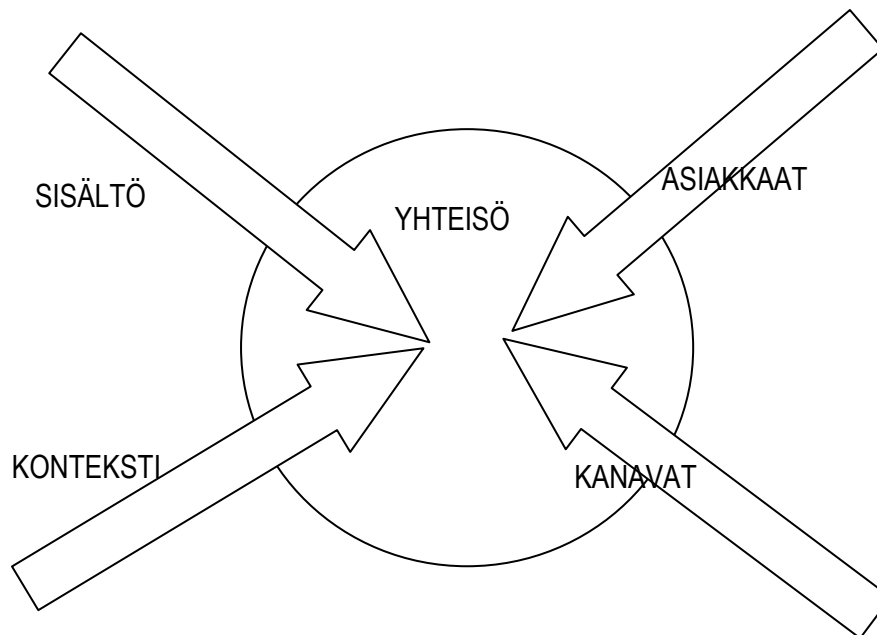 ASIAKKAAT
SISÄLTÖ
YHTEISÖ
KONTEKSTI
KANAVAT